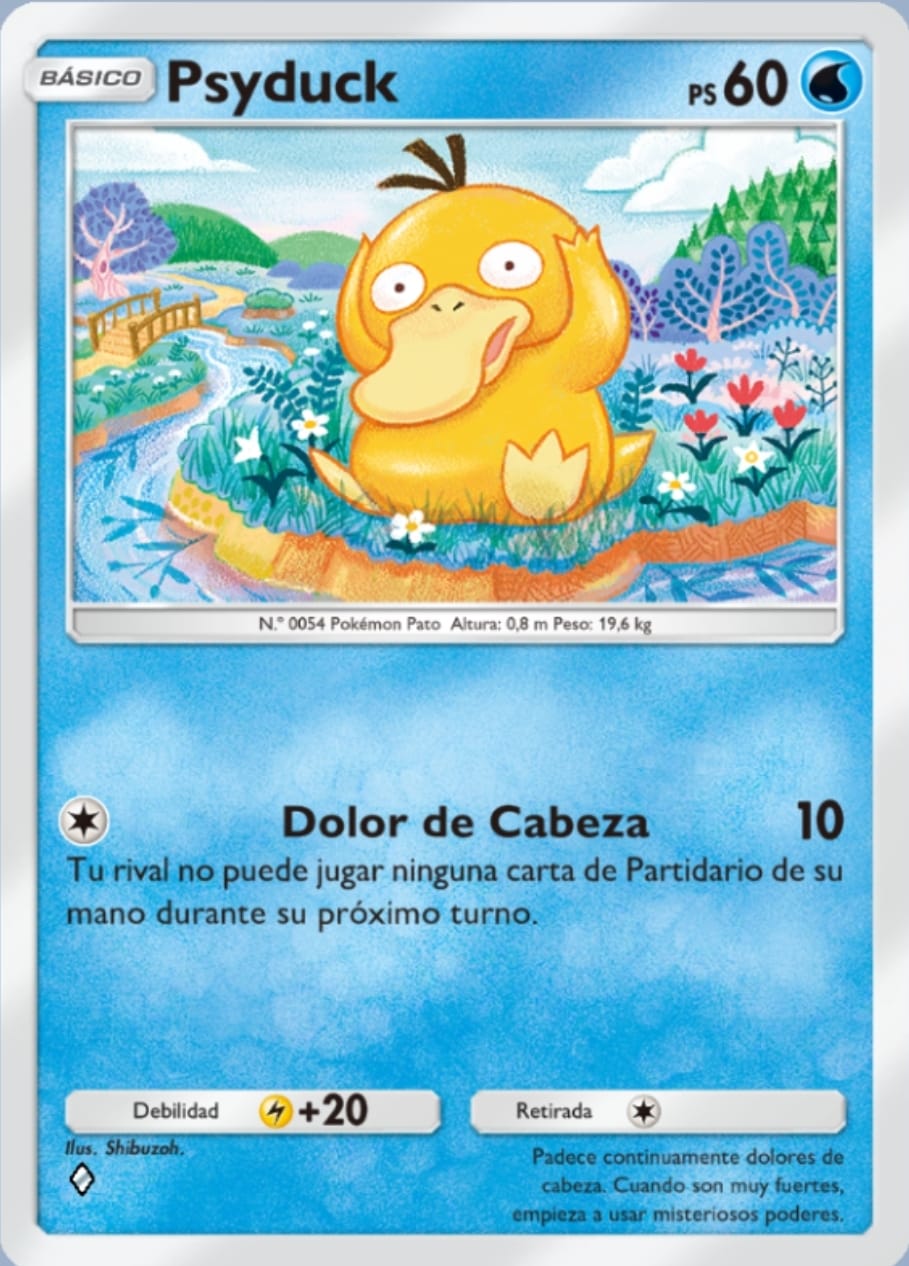 BÁSICO Psyduck PS 60
N.º 0054 Pokémon Pato Altura: 0,8 m Peso: 19,6 kg
Dolor de Cabeza 10
Tu rival no puede jugar ninguna carta de Partidario de su
mano durante su próximo turno.
Debilidad +20 Retirada
Ilus. Shibuzoh.
Padece continuamente dolores de
cabeza. Cuando son muy fuertes,
empieza a usar misteriosos poderes.